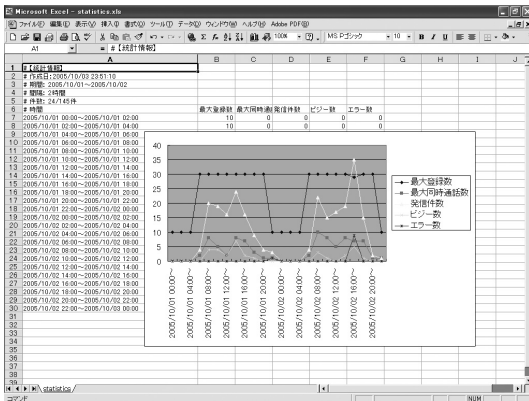 Microsoft Excel - statistics.xls
ファイル(F) 編集(E) 表示(V) 挿入(I) 書式(O) ツール(T) データ(D) ウィンドウ(W) ヘルプ(H) Adobe PDF(B)
100% MS Pゴシック 10 B I U
A1 = #【統計情報】
A B C D E F G H I J
1 #【統計情報】
2 # 作成日:2005/10/03 23:51:10
3 # 期間: 2005/10/01～2005/10/02
4 # 間隔: 2時間
5 # 件数: 24/145件
6 # 時間 最大登録数 最大同時通 発信件数 ビジー数 エラー数
7 2005/10/01 00:00～2005/10/01 02:00 10 0 0 0 0
8 2005/10/01 02:00～2005/10/01 04:00 10 0 0 0 0
9 2005/10/01 04:00～2005/10/01 06:00
10 2005/10/01 06:00～2005/10/01 08:00
11 2005/10/01 08:00～2005/10/01 10:00
12 2005/10/01 10:00～2005/10/01 12:00
13 2005/10/01 12:00～2005/10/01 14:00
14 2005/10/01 14:00～2005/10/01 16:00
15 2005/10/01 16:00～2005/10/01 18:00
16 2005/10/01 18:00～2005/10/01 20:00
17 2005/10/01 20:00～2005/10/01 22:00
18 2005/10/01 22:00～2005/10/02 00:00
19 2005/10/02 00:00～2005/10/02 02:00
20 2005/10/02 02:00～2005/10/02 04:00
21 2005/10/02 04:00～2005/10/02 06:00
22 2005/10/02 06:00～2005/10/02 08:00
23 2005/10/02 08:00～2005/10/02 10:00
24 2005/10/02 10:00～2005/10/02 12:00
25 2005/10/02 12:00～2005/10/02 14:00
26 2005/10/02 14:00～2005/10/02 16:00
27 2005/10/02 16:00～2005/10/02 18:00
28 2005/10/02 18:00～2005/10/02 20:00
29 2005/10/02 20:00～2005/10/02 22:00
30 2005/10/02 22:00～2005/10/03 00:00
31
32
33
34
35
36
37
38
39
40
35
30
25
20
15
10
5
0
2005/10/01 00:00～
2005/10/01 04:00～
2005/10/01 08:00～
2005/10/01 12:00～
2005/10/01 16:00～
2005/10/01 20:00～
2005/10/02 00:00～
2005/10/02 04:00～
2005/10/02 08:00～
2005/10/02 12:00～
2005/10/02 16:00～
2005/10/02 20:00～
最大登録数
最大同時通話数
発信件数
ビジー数
エラー数
statistics
コマンド NUM